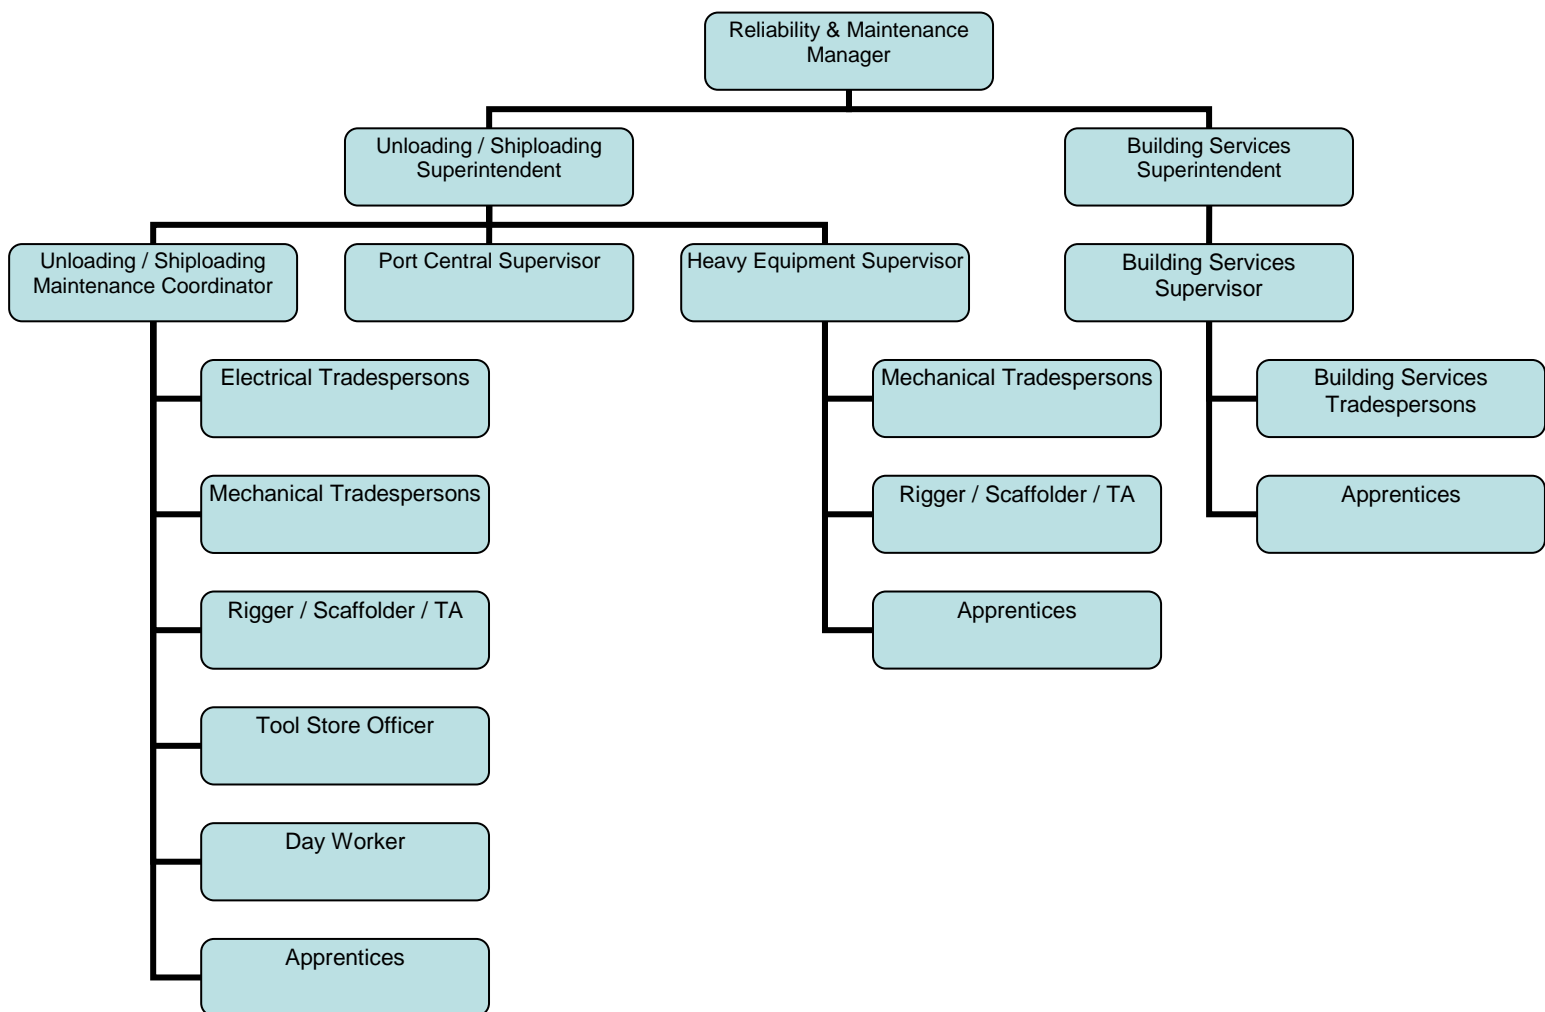 Reliability & Maintenance
Manager
Unloading / Shiploading
Superintendent
Building Services
Superintendent
Unloading / Shiploading
Maintenance Coordinator
Port Central Supervisor
Heavy Equipment Supervisor
Building Services
Supervisor
Electrical Tradespersons
Mechanical Tradespersons
Rigger / Scaffolder / TA
Tool Store Officer
Day Worker
Apprentices
Mechanical Tradespersons
Rigger / Scaffolder / TA
Apprentices
Building Services
Tradespersons
Apprentices